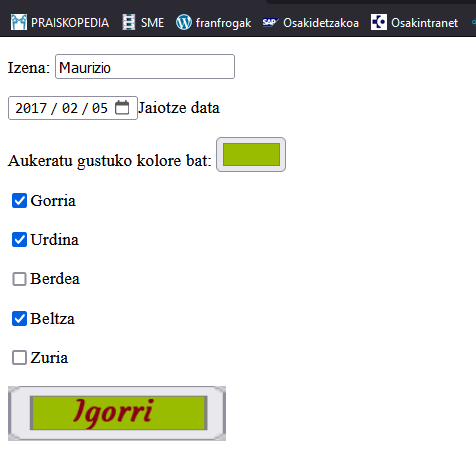 PRAISKOPEDIA SME franfrogak SAP Osakidetzakoa Osakintranet
Izena: Maurizio
2017 / 02 / 05 Jaiotze data
Aukeratu gustuko kolore bat:
Gorria
Urdina
Berdea
Beltza
Zuria
Igorri